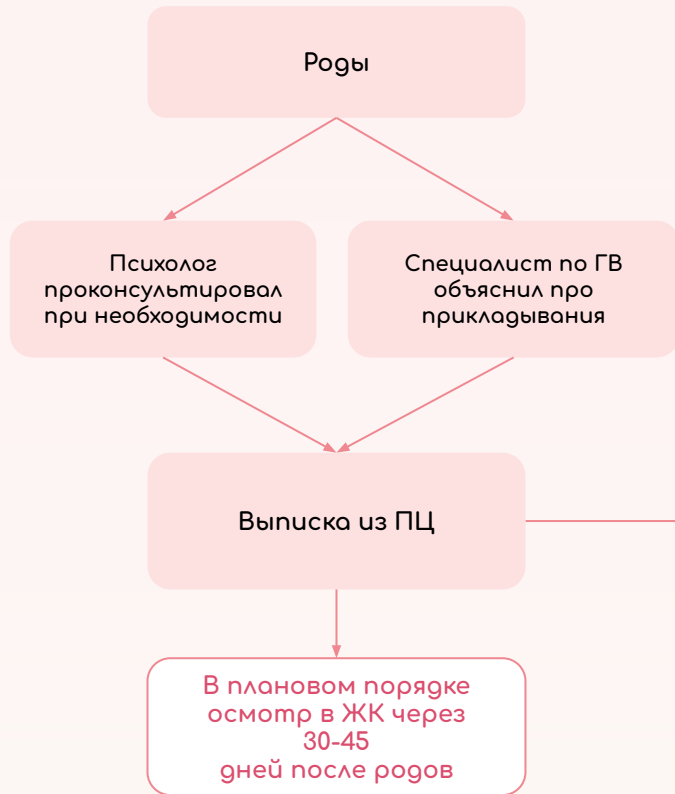 Роды
Психолог
проконсультировал
при необходимости
Специалист по ГВ
объяснил про
прикладывания
Выписка из ПЦ
В плановом порядке
осмотр в ЖК через
30-45
дней после родов